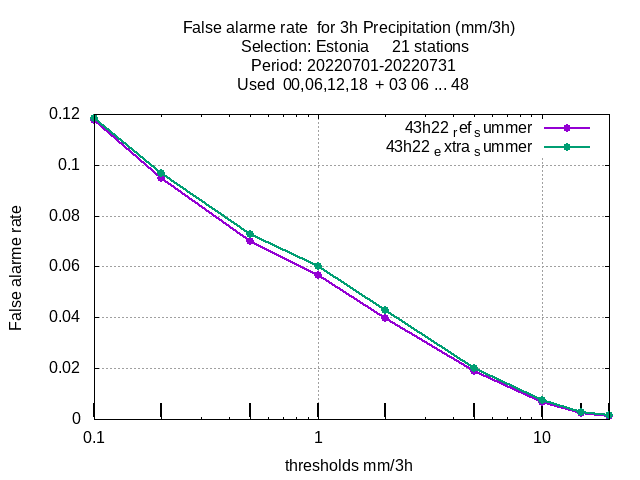 False alarme rate  for 3h Precipitation (mm/3h)
Selection: Estonia     21 stations
Period: 20220701-20220731
Used  00,06,12,18  + 03 06 ... 48
0.12
43h22 ref summer
43h22 extra summer
0.1
0.08
0.06
0.04
0.02
0
False alarme rate
0.1 1 10
thresholds mm/3h